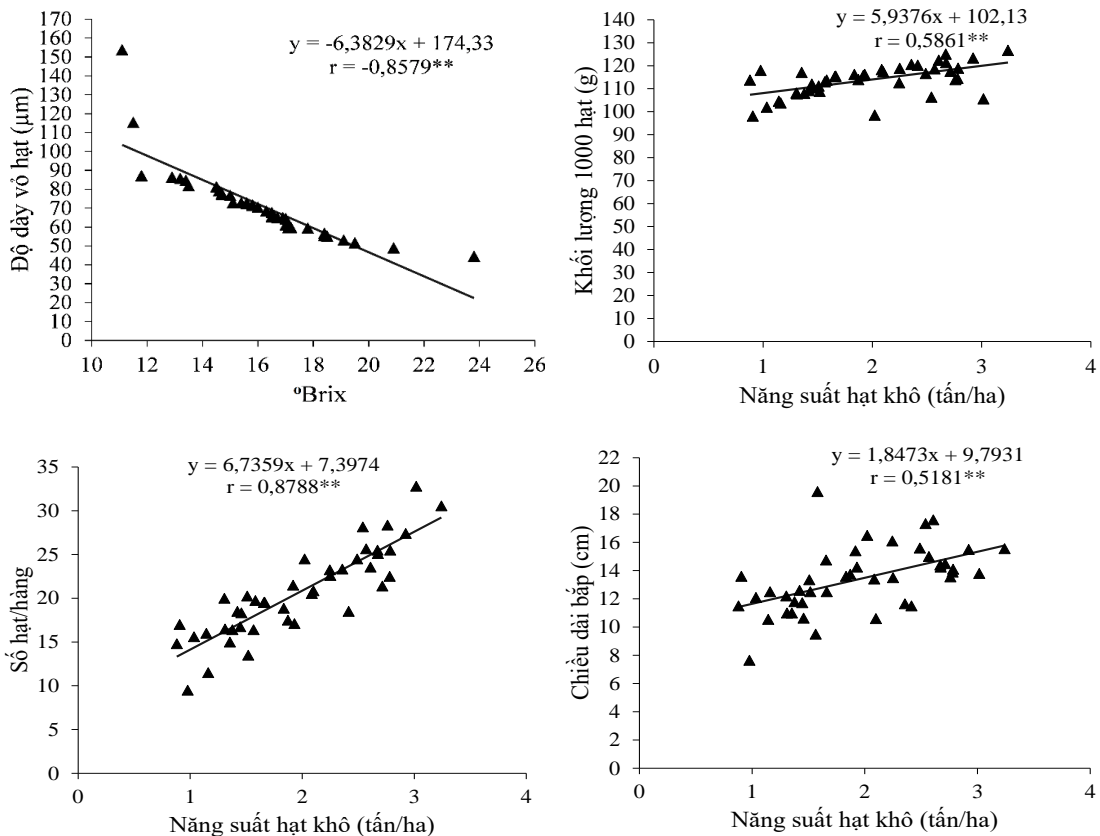 y = -6,3829x + 174,33
r = -0,8579**
Độ dày vỏ hạt (µm)
170
160
150
140
130
120
110
100
90
80
70
60
50
40
30
20
10
0
10 12 14 16 18 20 22 24 26
ºBrix
y = 5,9376x + 102,13
r = 0,5861**
Khối lượng 1000 hạt (g)
140
130
120
110
100
90
80
70
60
50
40
30
20
10
0
0 1 2 3 4
Năng suất hạt khô (tấn/ha)
y = 6,7359x + 7,3974
r = 0,8788**
Số hạt/hàng
35
30
25
20
15
10
5
0
0 1 2 3 4
Năng suất hạt khô (tấn/ha)
y = 1,8473x + 9,7931
r = 0,5181**
Chiều dài bắp (cm)
22
20
18
16
14
12
10
8
6
4
2
0
0 1 2 3 4
Năng suất hạt khô (tấn/ha)